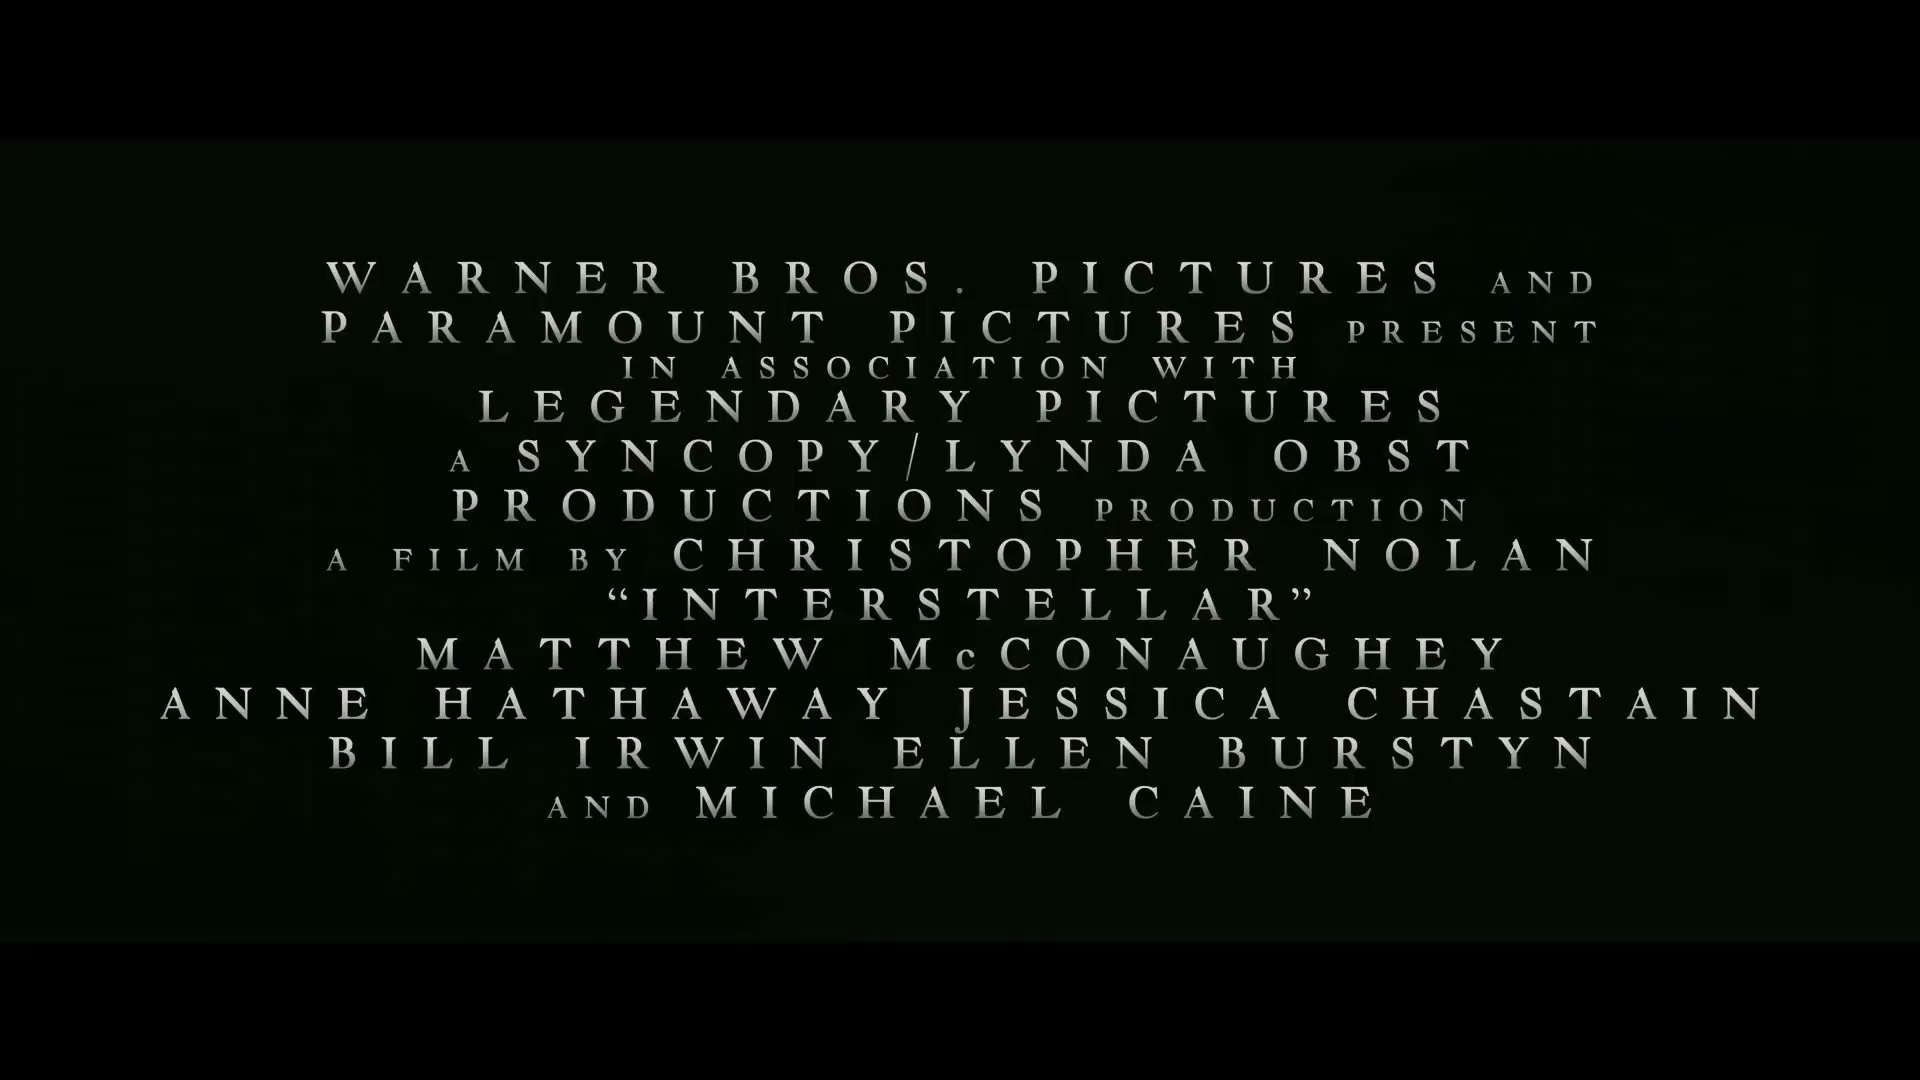 WARNER BROS. PICTURES AND
PARAMOUNT PICTURES PRESENT
IN ASSOCIATION WITH
LEGENDARY PICTURES
A SYNCOPY/LYNDA OBST
PRODUCTIONS PRODUCTION
A FILM BY CHRISTOPHER NOLAN
“INTERSTELLAR”
MATTHEW McCONAUGHEY
ANNE HATHAWAY JESSICA CHASTAIN
BILL IRWIN ELLEN BURSTYN
AND MICHAEL CAINE